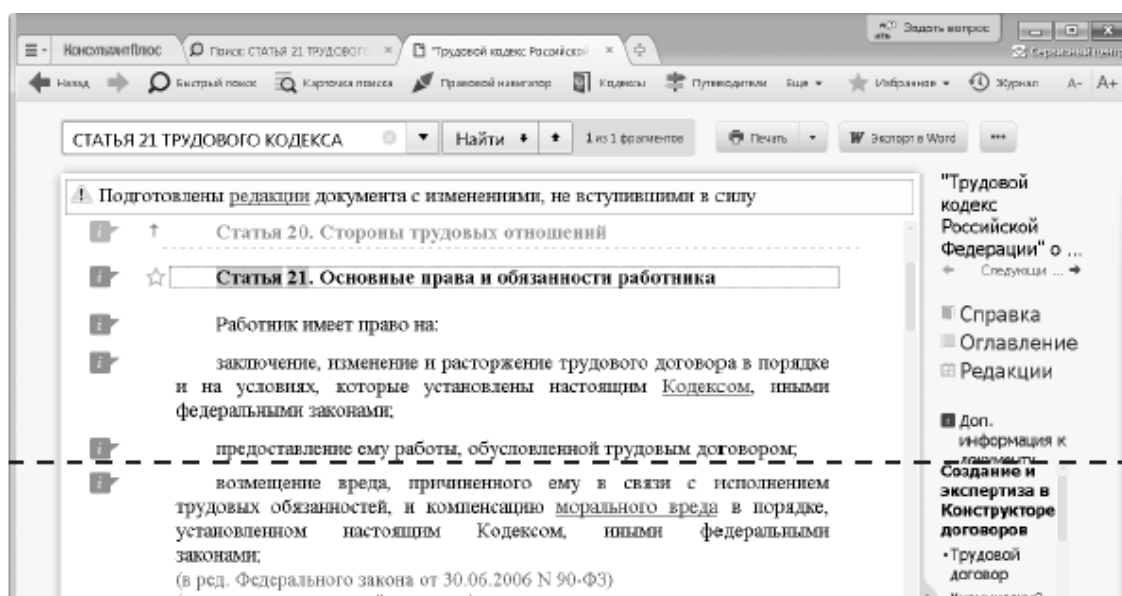 Задать вопрос
КонсультантПлюс
Поиск: СТАТЬЯ 21 ТРУДОВОГО
"Трудовой кодекс Российской
Сервисный центр
Назад
Быстрый поиск
Карточка поиска
Правовой навигатор
Кодексы
Путеводители
Еще
Избранное
Журнал
А-
А+
СТАТЬЯ 21 ТРУДОВОГО КОДЕКСА
Найти
1 из 1 фрагментов
Печать
Экспорт в Word
Подготовлены редакции документа с изменениями, не вступившими в силу
Статья 20. Стороны трудовых отношений
Статья 21. Основные права и обязанности работника
Работник имеет право на:
заключение, изменение и расторжение трудового договора в порядке
и на условиях, которые установлены настоящим Кодексом, иными
федеральными законами;
предоставление ему работы, обусловленной трудовым договором;
возмещение вреда, причиненного ему в связи с исполнением
трудовых обязанностей, и компенсацию морального вреда в порядке,
установленном настоящим Кодексом, иными федеральными
законами;
(в ред. Федерального закона от 30.06.2006 N 90-ФЗ)
"Трудовой
кодекс
Российской
Федерации" о ...
Следующи ...
Справка
Оглавление
Редакции
Доп.
информация к
документу
Создание и
экспертиза в
Конструкторе
договоров
•Трудовой
договор